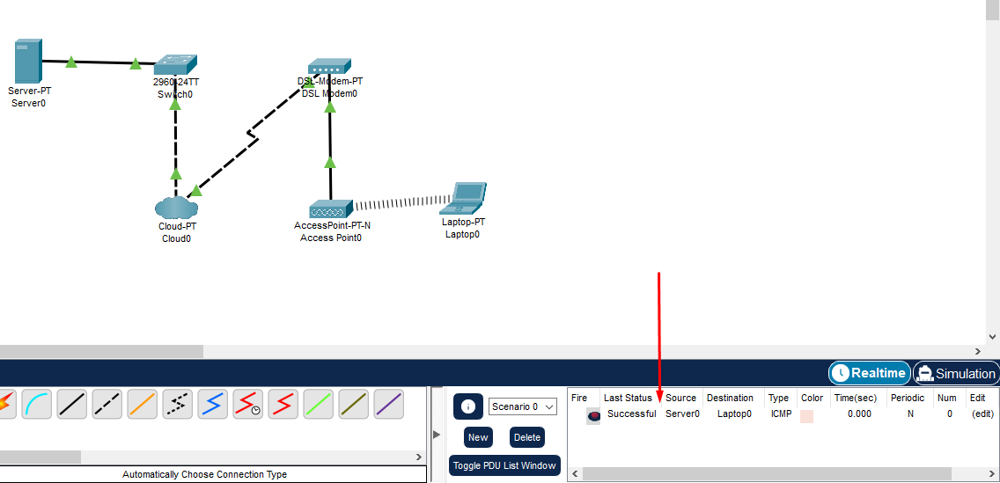 Server-PT
Server0
2960-24TT
Switch0
DSL-Modem-PT
DSL Modem0
Cloud-PT
Cloud0
AccessPoint-PT-N
Access Point0
Laptop-PT
Laptop0
Realtime
Simulation
Automatically Choose Connection Type
i
Scenario 0
New
Delete
Toggle PDU List Window
Fire Last Status Source Destination Type Color Time(sec) Periodic Num Edit
Successful Server0 Laptop0 ICMP 0.000 N 0 (edit)